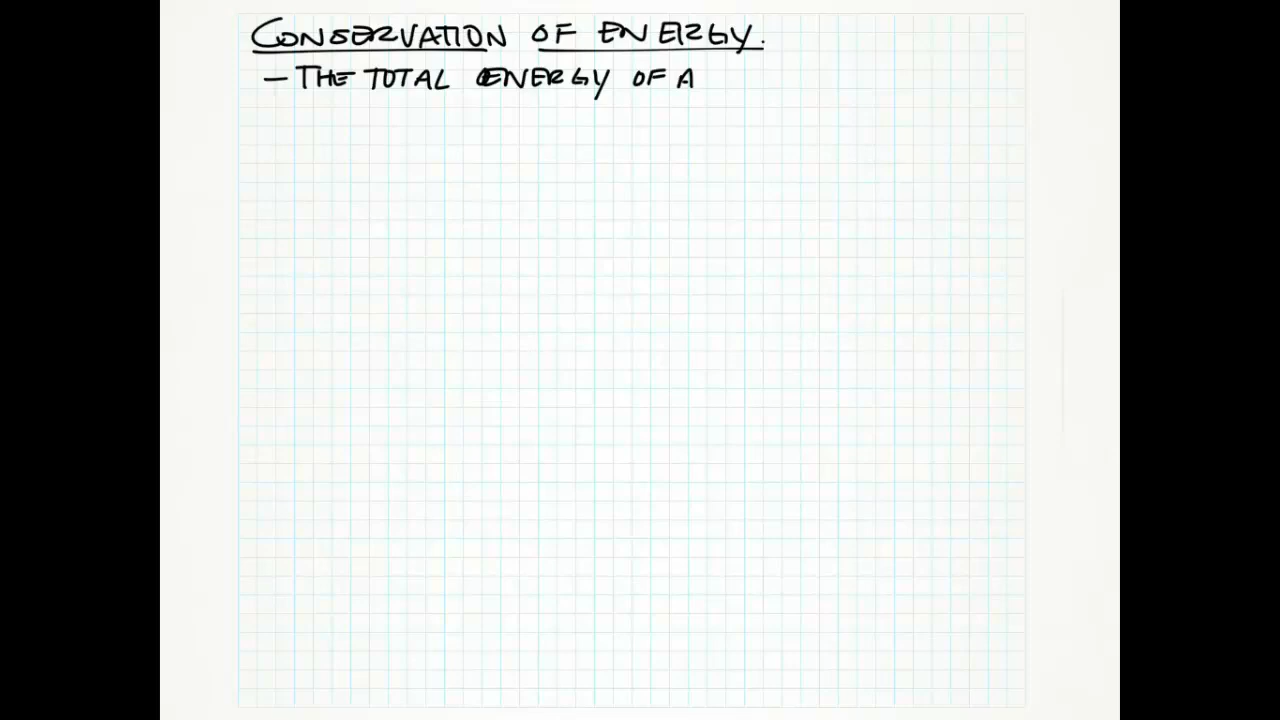 CONSERVATION OF ENERGY.
- THE TOTAL ENERGY OF A